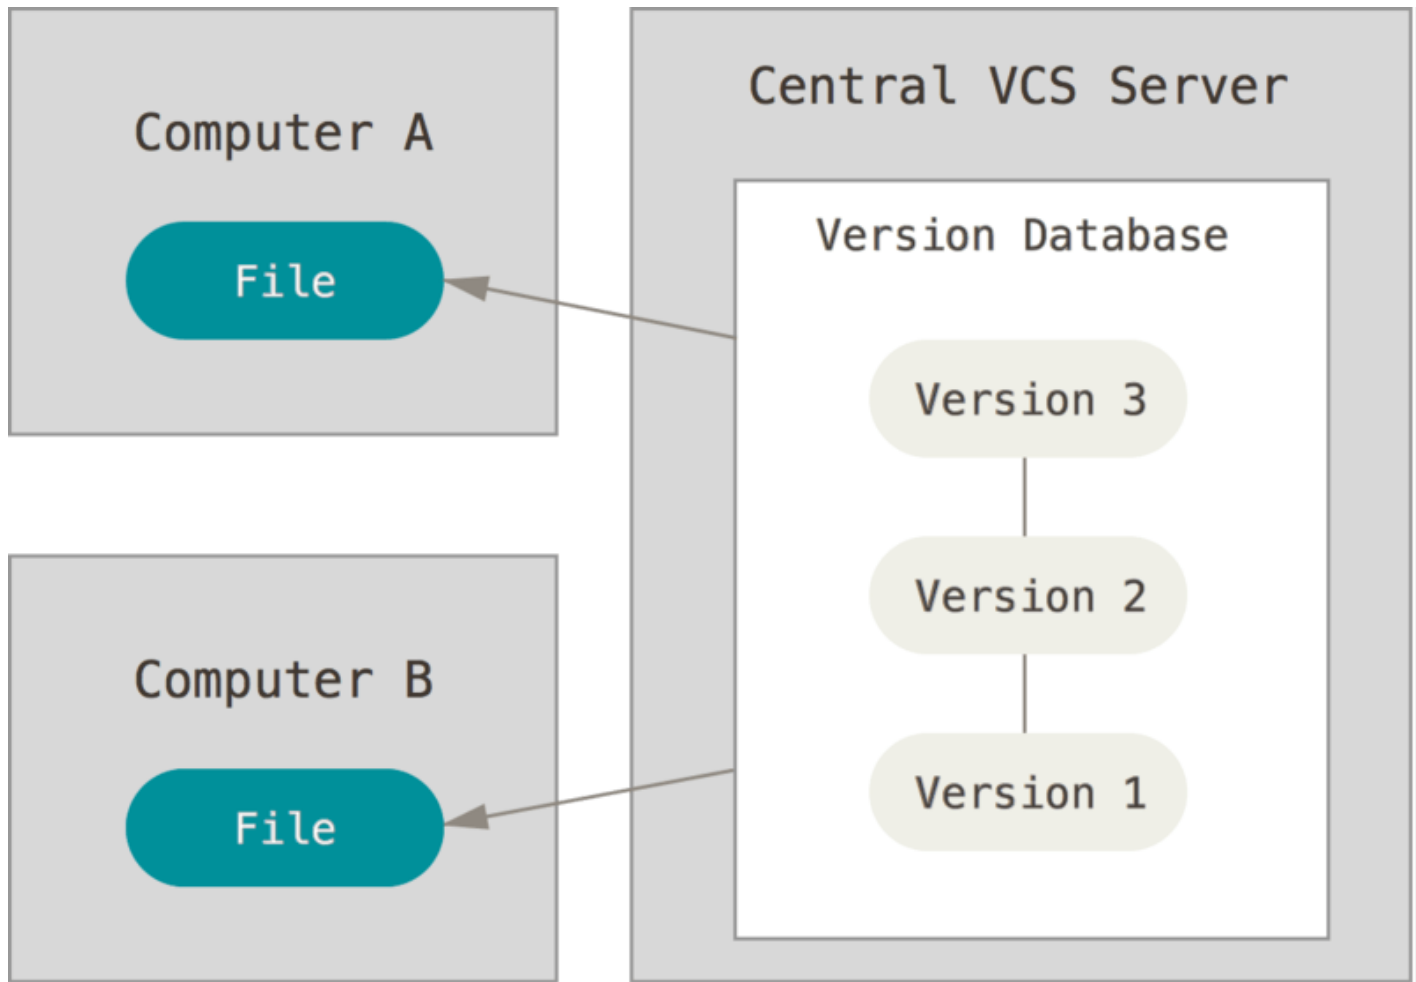 Computer A
File
Computer B
File
Central VCS Server
Version Database
Version 3
Version 2
Version 1